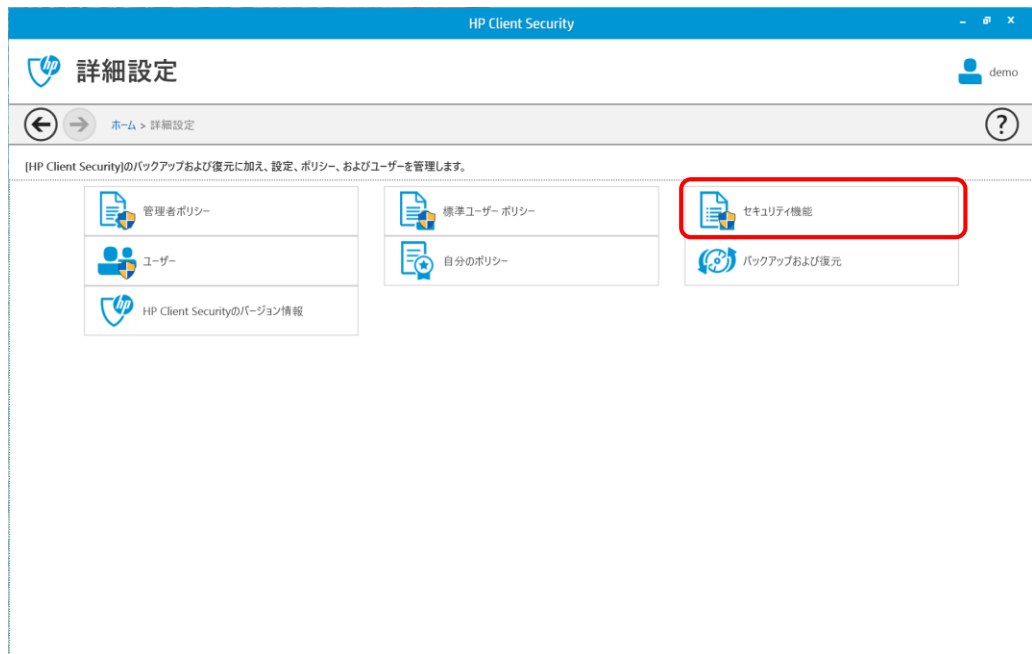 HP Client Security
hp 詳細設定
demo
ホーム > 詳細設定
?
[HP Client Security]のバックアップおよび復元に加え、設定、ポリシー、およびユーザーを管理します。
管理者ポリシー
標準ユーザー ポリシー
セキュリティ機能
ユーザー
自分のポリシー
バックアップおよび復元
hp HP Client Securityのバージョン情報